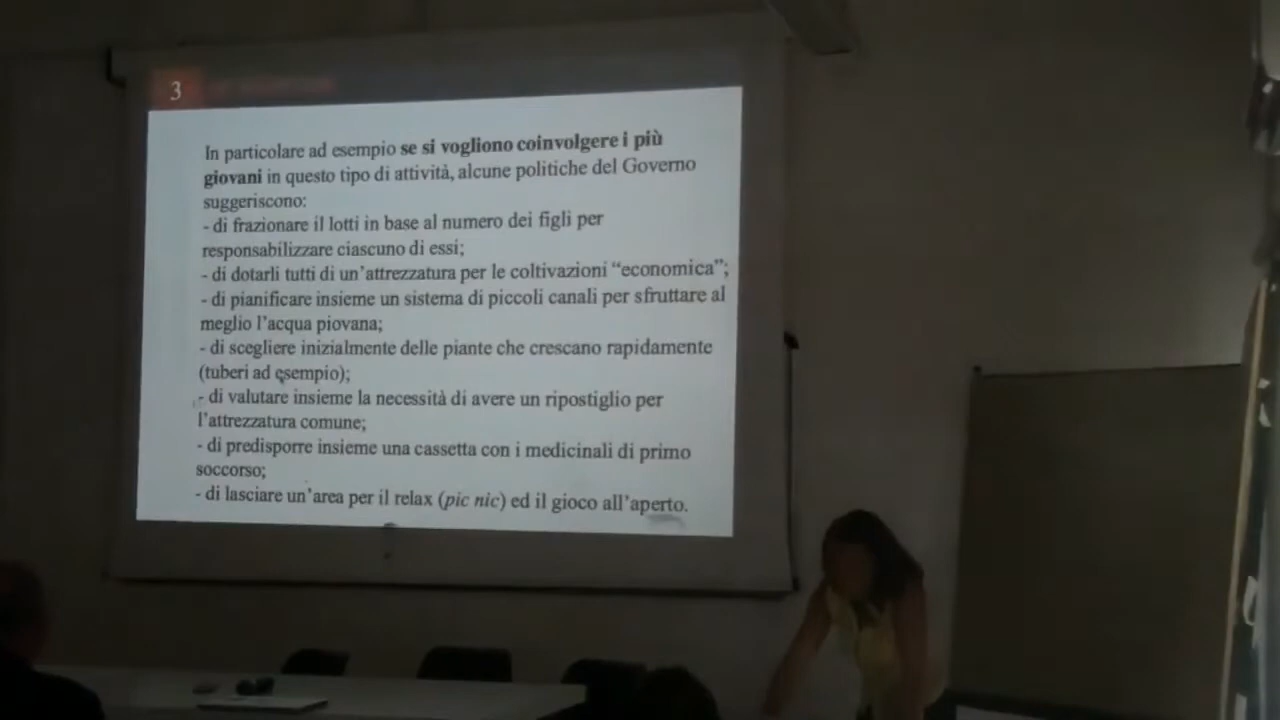 3
In particolare ad esempio se si vogliono coinvolgere i più
giovani in questo tipo di attività, alcune politiche del Governo
suggeriscono:
- di frazionare il lotti in base al numero dei figli per
responsabilizzare ciascuno di essi;
- di dotarli tutti di un'attrezzatura per le coltivazioni “economica”;
- di pianificare insieme un sistema di piccoli canali per sfruttare al
meglio l'acqua piovana;
- di scegliere inizialmente delle piante che crescano rapidamente
(tuberi ad esempio);
- di valutare insieme la necessità di avere un ripostiglio per
l'attrezzatura comune;
- di predisporre insieme una cassetta con i medicinali di primo
soccorso;
- di lasciare un'area per il relax (pic nic) ed il gioco all'aperto.